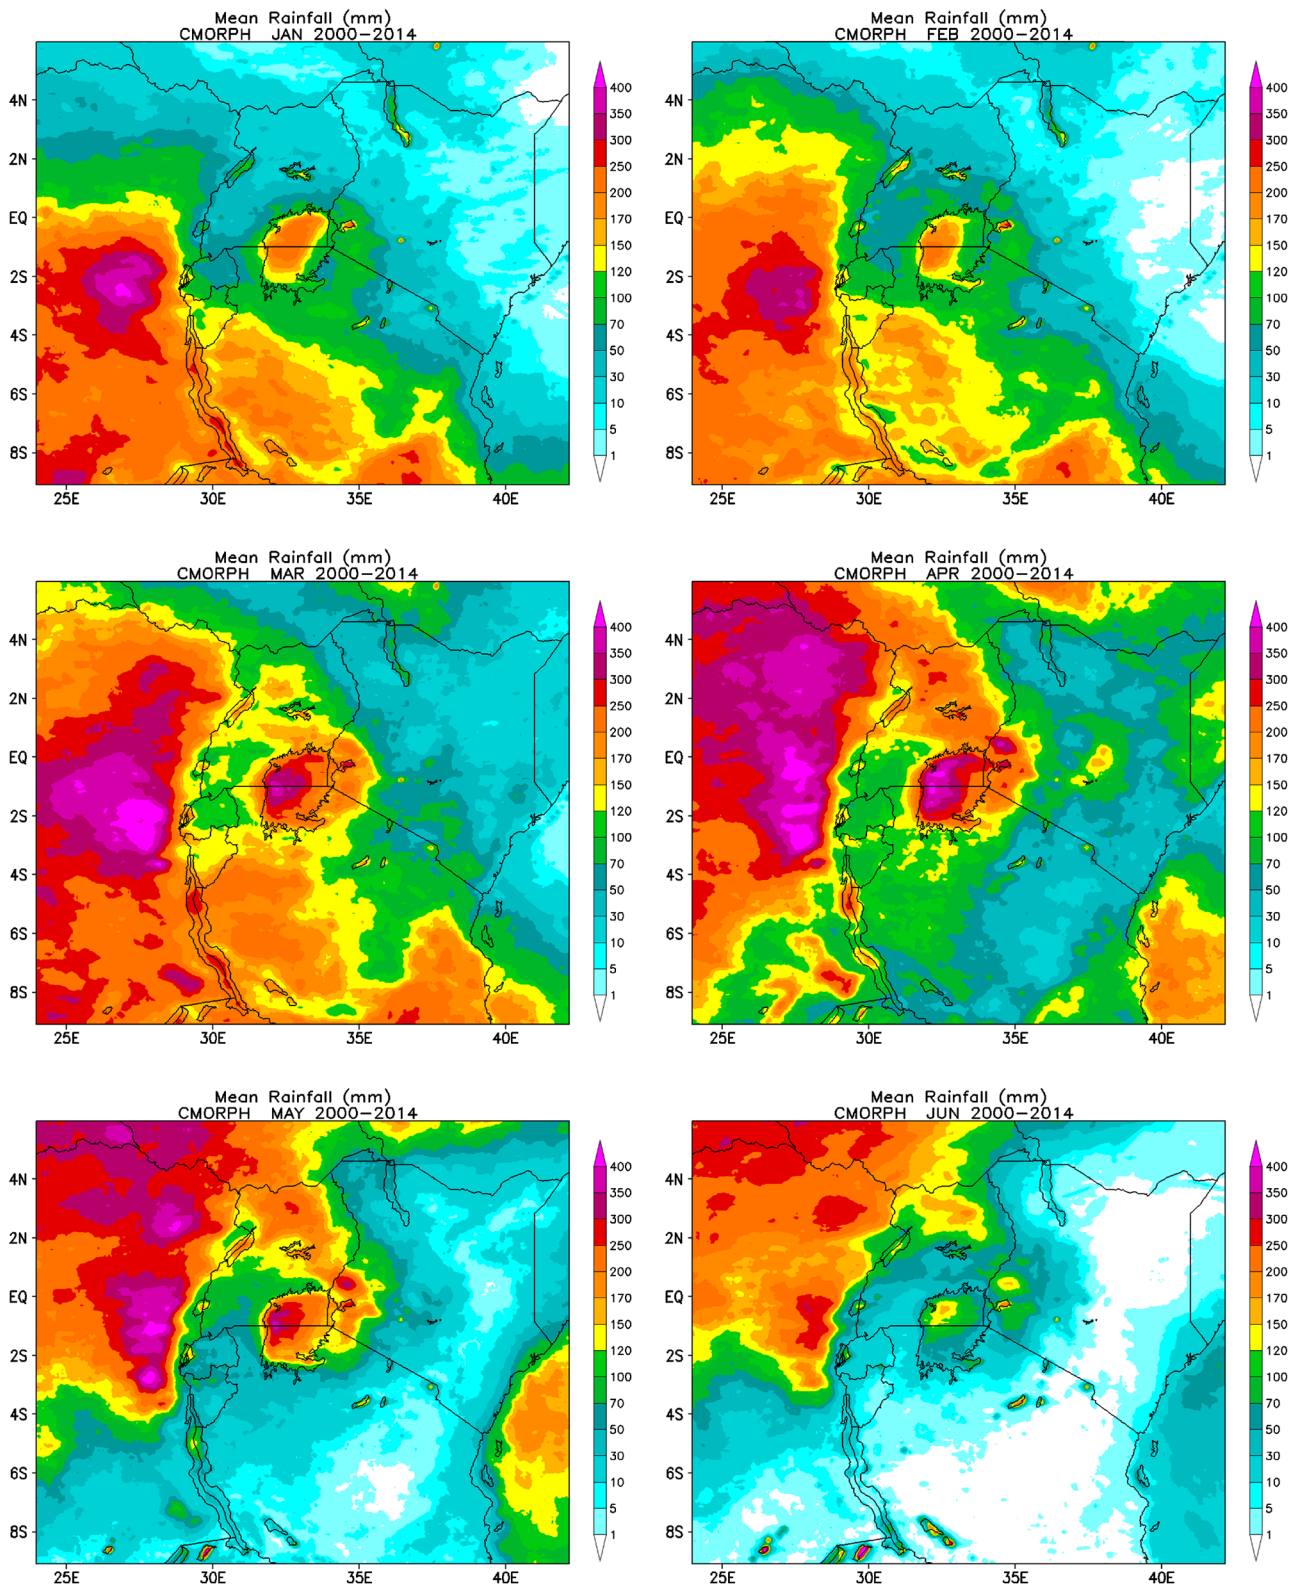 Mean Rainfall (mm)
CMORPH JAN 2000-2014
4N
2N
EQ
2S
4S
6S
8S
25E 30E 35E 40E
400
350
300
250
200
170
150
120
100
70
50
30
10
5
1
Mean Rainfall (mm)
CMORPH FEB 2000-2014
4N
2N
EQ
2S
4S
6S
8S
25E 30E 35E 40E
400
350
300
250
200
170
150
120
100
70
50
30
10
5
1
Mean Rainfall (mm)
CMORPH MAR 2000-2014
4N
2N
EQ
2S
4S
6S
8S
25E 30E 35E 40E
400
350
300
250
200
170
150
120
100
70
50
30
10
5
1
Mean Rainfall (mm)
CMORPH APR 2000-2014
4N
2N
EQ
2S
4S
6S
8S
25E 30E 35E 40E
400
350
300
250
200
170
150
120
100
70
50
30
10
5
1
Mean Rainfall (mm)
CMORPH MAY 2000-2014
4N
2N
EQ
2S
4S
6S
8S
25E 30E 35E 40E
400
350
300
250
200
170
150
120
100
70
50
30
10
5
1
Mean Rainfall (mm)
CMORPH JUN 2000-2014
4N
2N
EQ
2S
4S
6S
8S
25E 30E 35E 40E
400
350
300
250
200
170
150
120
100
70
50
30
10
5
1